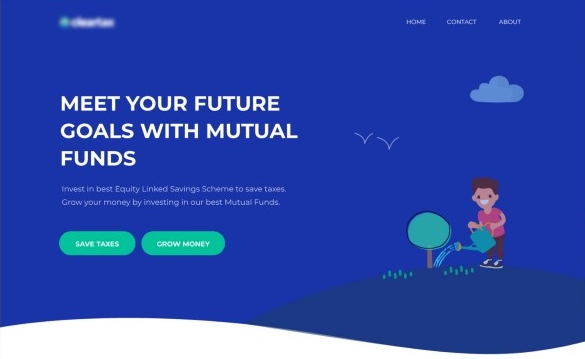 cleartax
HOME CONTACT ABOUT
MEET YOUR FUTURE
GOALS WITH MUTUAL
FUNDS
Invest in best Equity Linked Savings Scheme to save taxes.
Grow your money by investing in our best Mutual Funds.
SAVE TAXES GROW MONEY